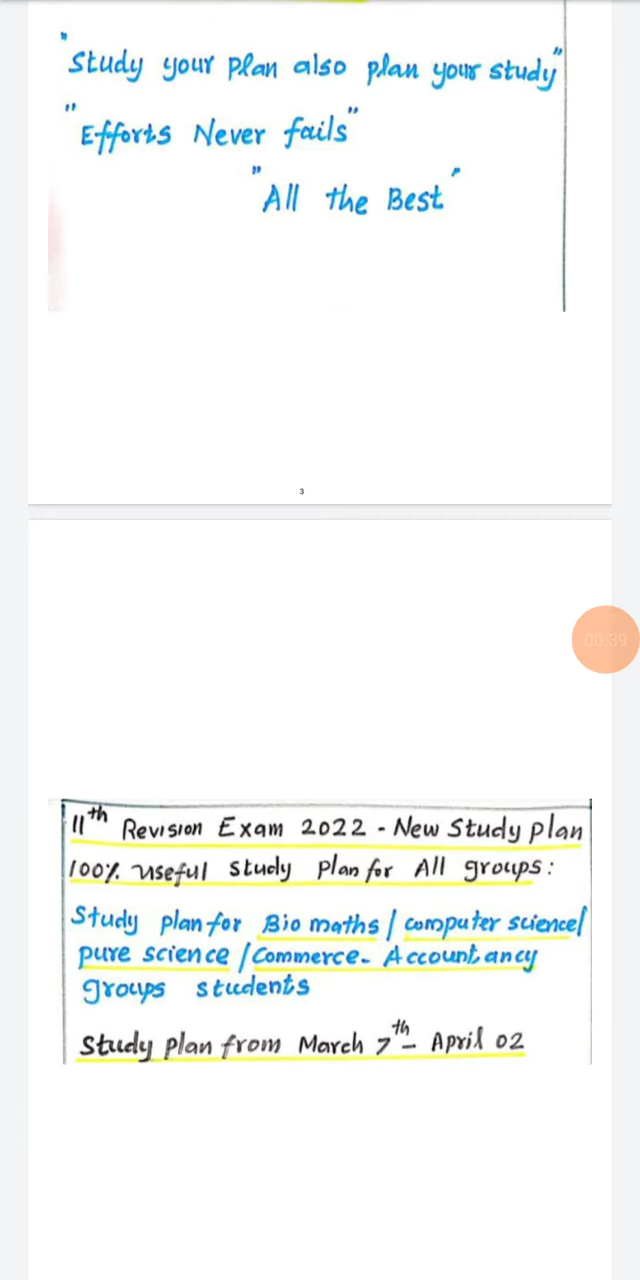 "Study your plan also plan your study"
"Efforts Never fails"
"All the Best"
3
00:39
11th Revision Exam 2022 - New Study plan
100% useful study plan for All groups:
Study plan for Bio maths / computer science/
pure science / Commerce- Accountancy
groups students
Study plan from March 7th - April 02